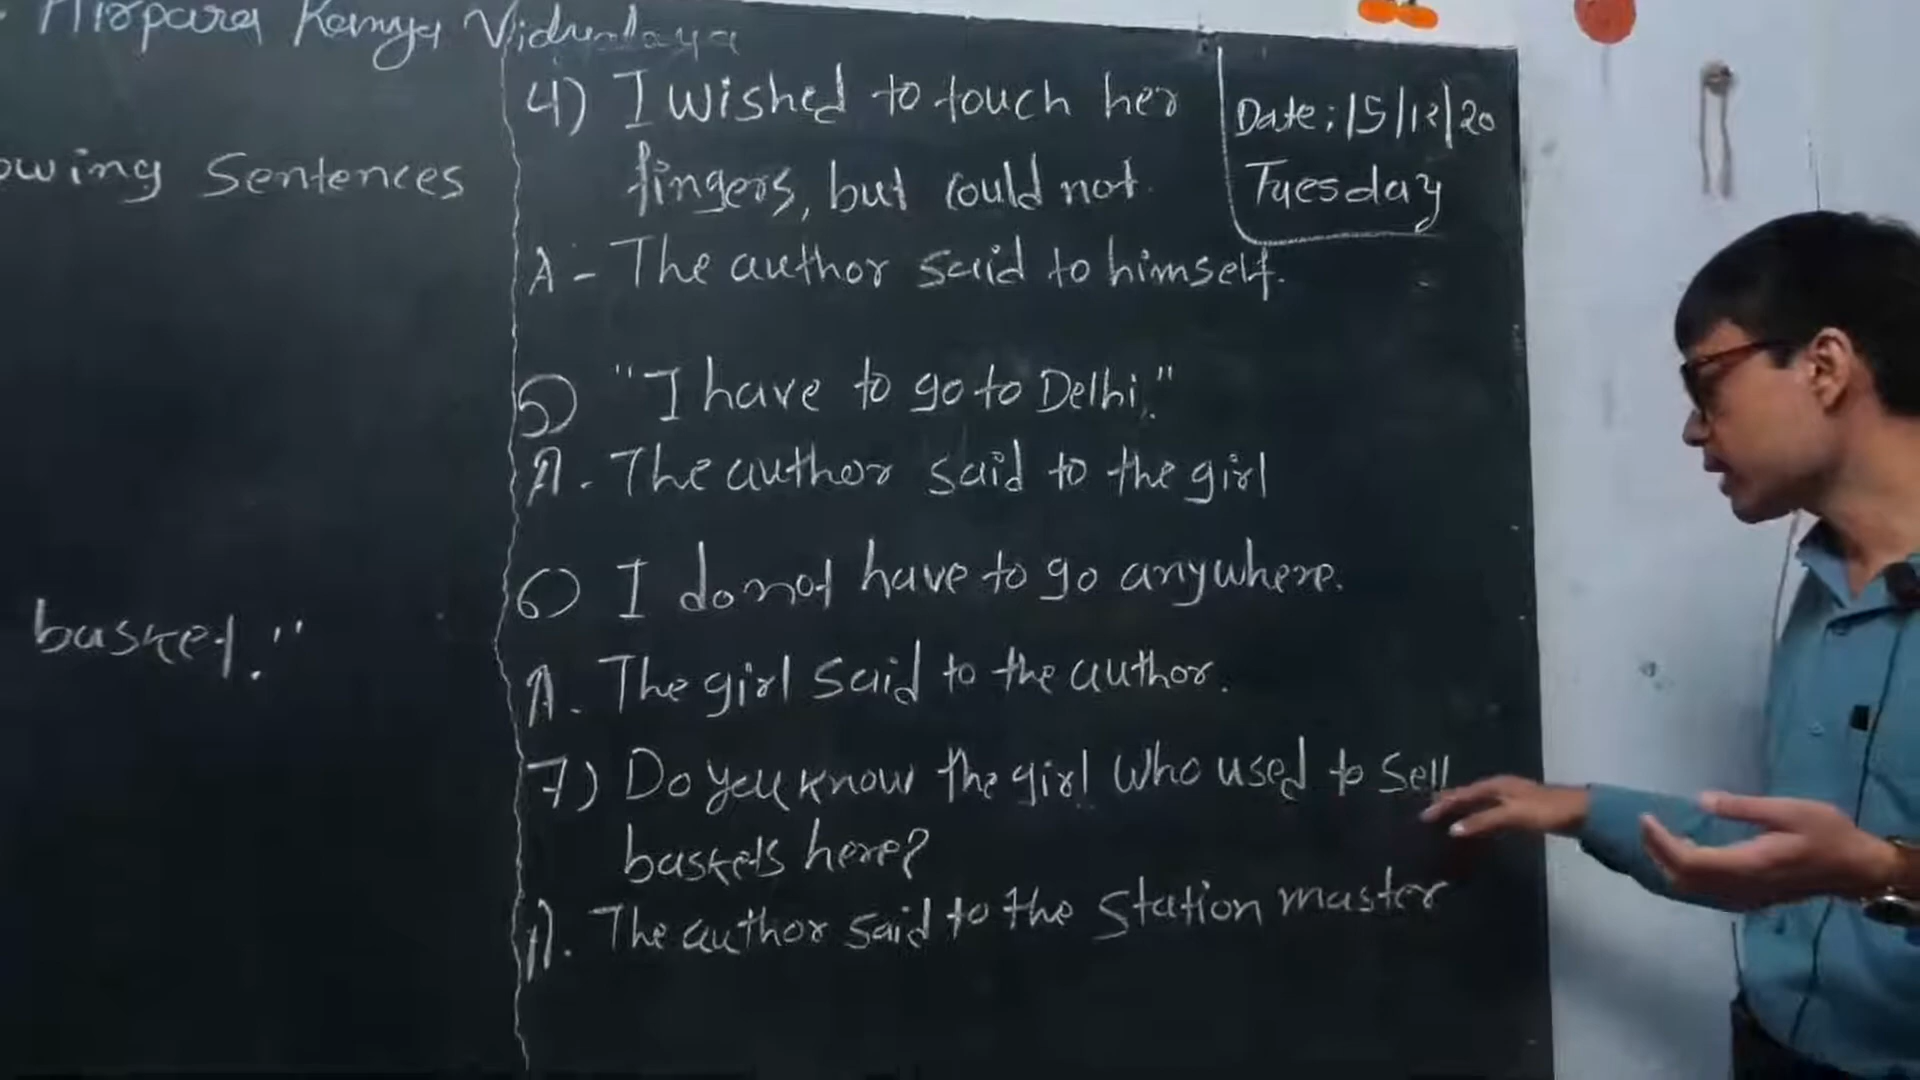 Kanya Vidyalaya
owing Sentences
basket."
4) I wished to touch her
fingers, but could not.
A - The author said to himself.
5) "I have to go to Delhi."
A. The author said to the girl
6) I do not have to go anywhere.
A. The girl said to the author.
7) Do you know the girl who used to sell
baskets here?
A. The author said to the station master
Date: 15/12/20
Tuesday